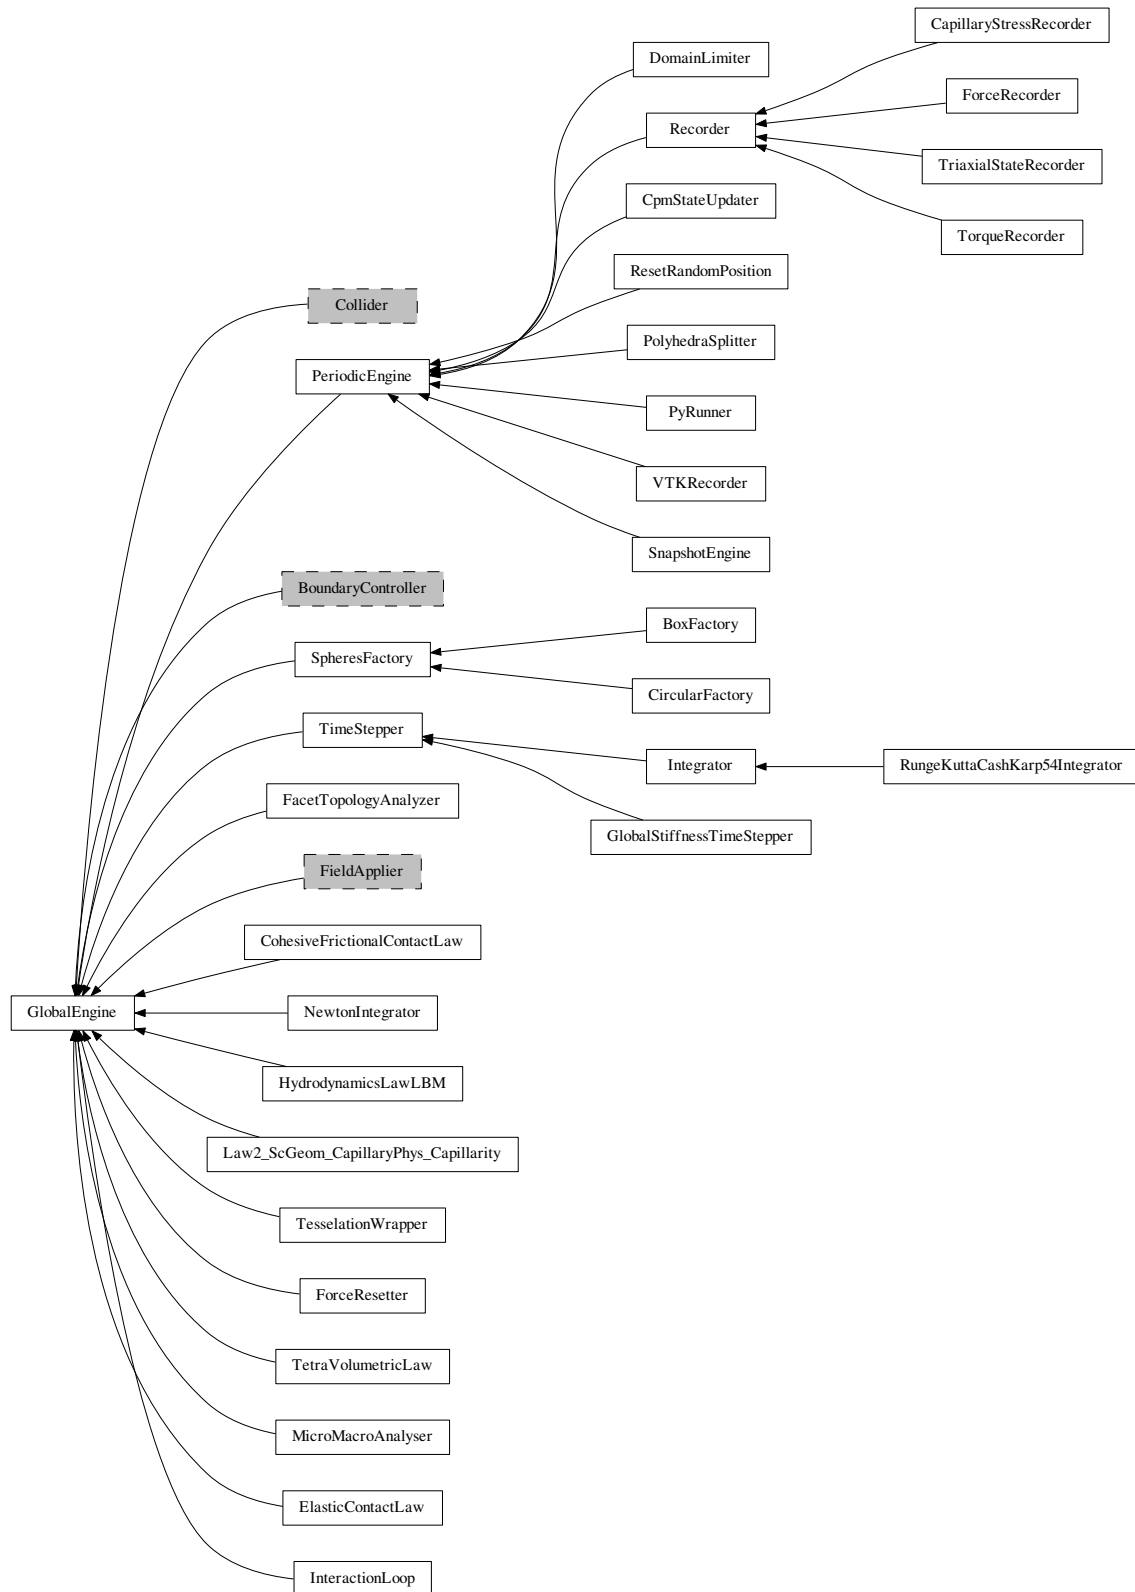 CapillaryStressRecorder
DomainLimiter
ForceRecorder
Recorder
TriaxialStateRecorder
CpmStateUpdater
TorqueRecorder
ResetRandomPosition
Collider
PolyhedraSplitter
PeriodicEngine
PyRunner
VTKRecorder
SnapshotEngine
BoundaryController
BoxFactory
SpheresFactory
CircularFactory
TimeStepper
Integrator
RungeKuttaCashKarp54Integrator
FacetTopologyAnalyzer
GlobalStiffnessTimeStepper
FieldApplier
CohesiveFrictionalContactLaw
GlobalEngine
NewtonIntegrator
HydrodynamicsLawLBM
Law2_ScGeom_CapillaryPhys_Capillarity
TesselationWrapper
ForceResetter
TetraVolumetricLaw
MicroMacroAnalyser
ElasticContactLaw
InteractionLoop